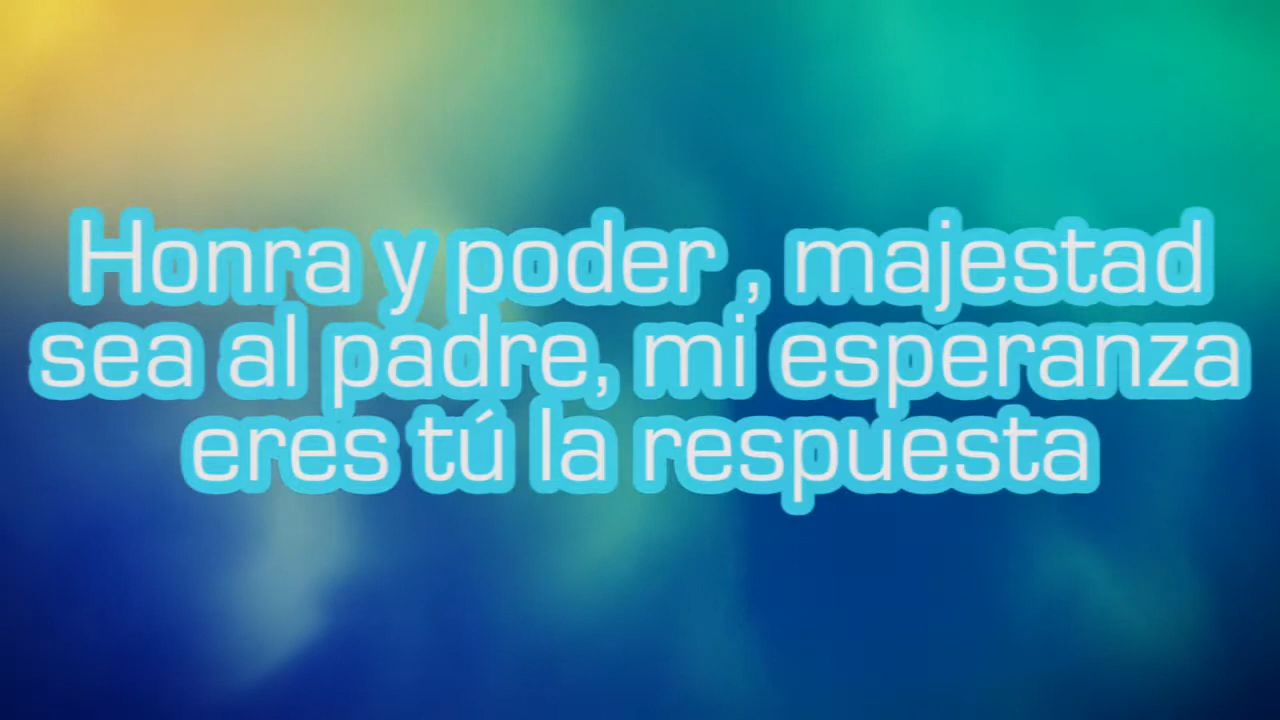 Honra y poder , majestad
sea al padre, mi esperanza
eres tú la respuesta